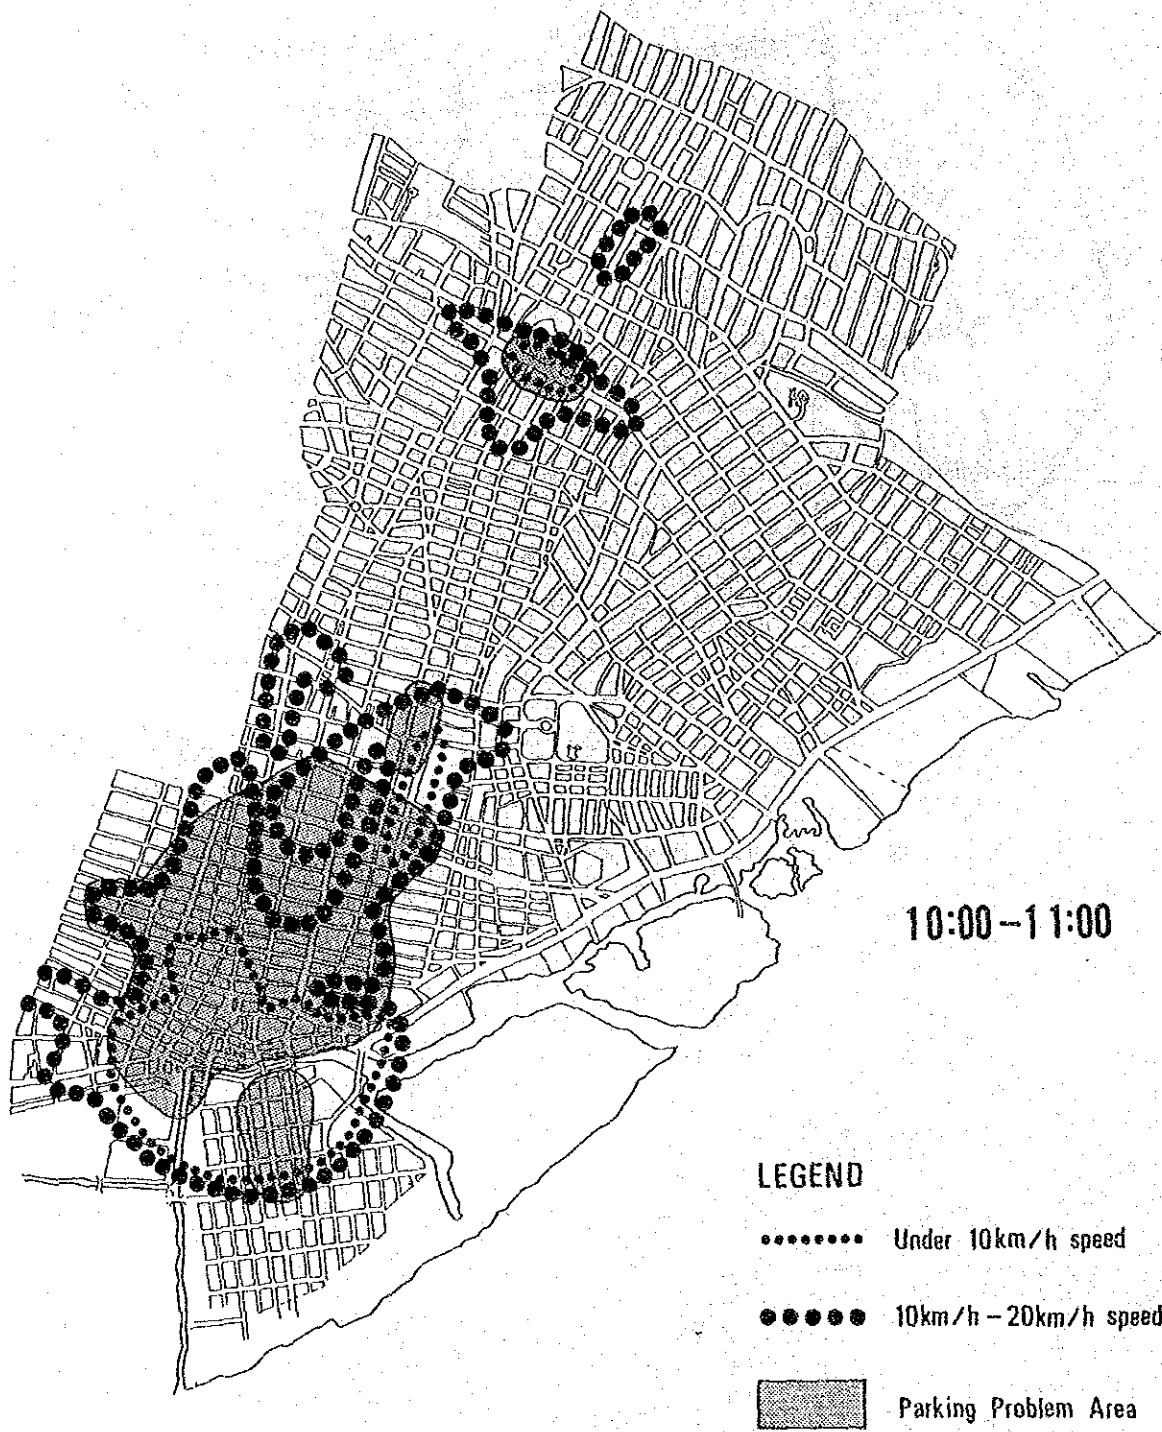 10:00-11:00
LEGEND
Under 10km/h speed
10km/h - 20km/h speed
Parking Problem Area